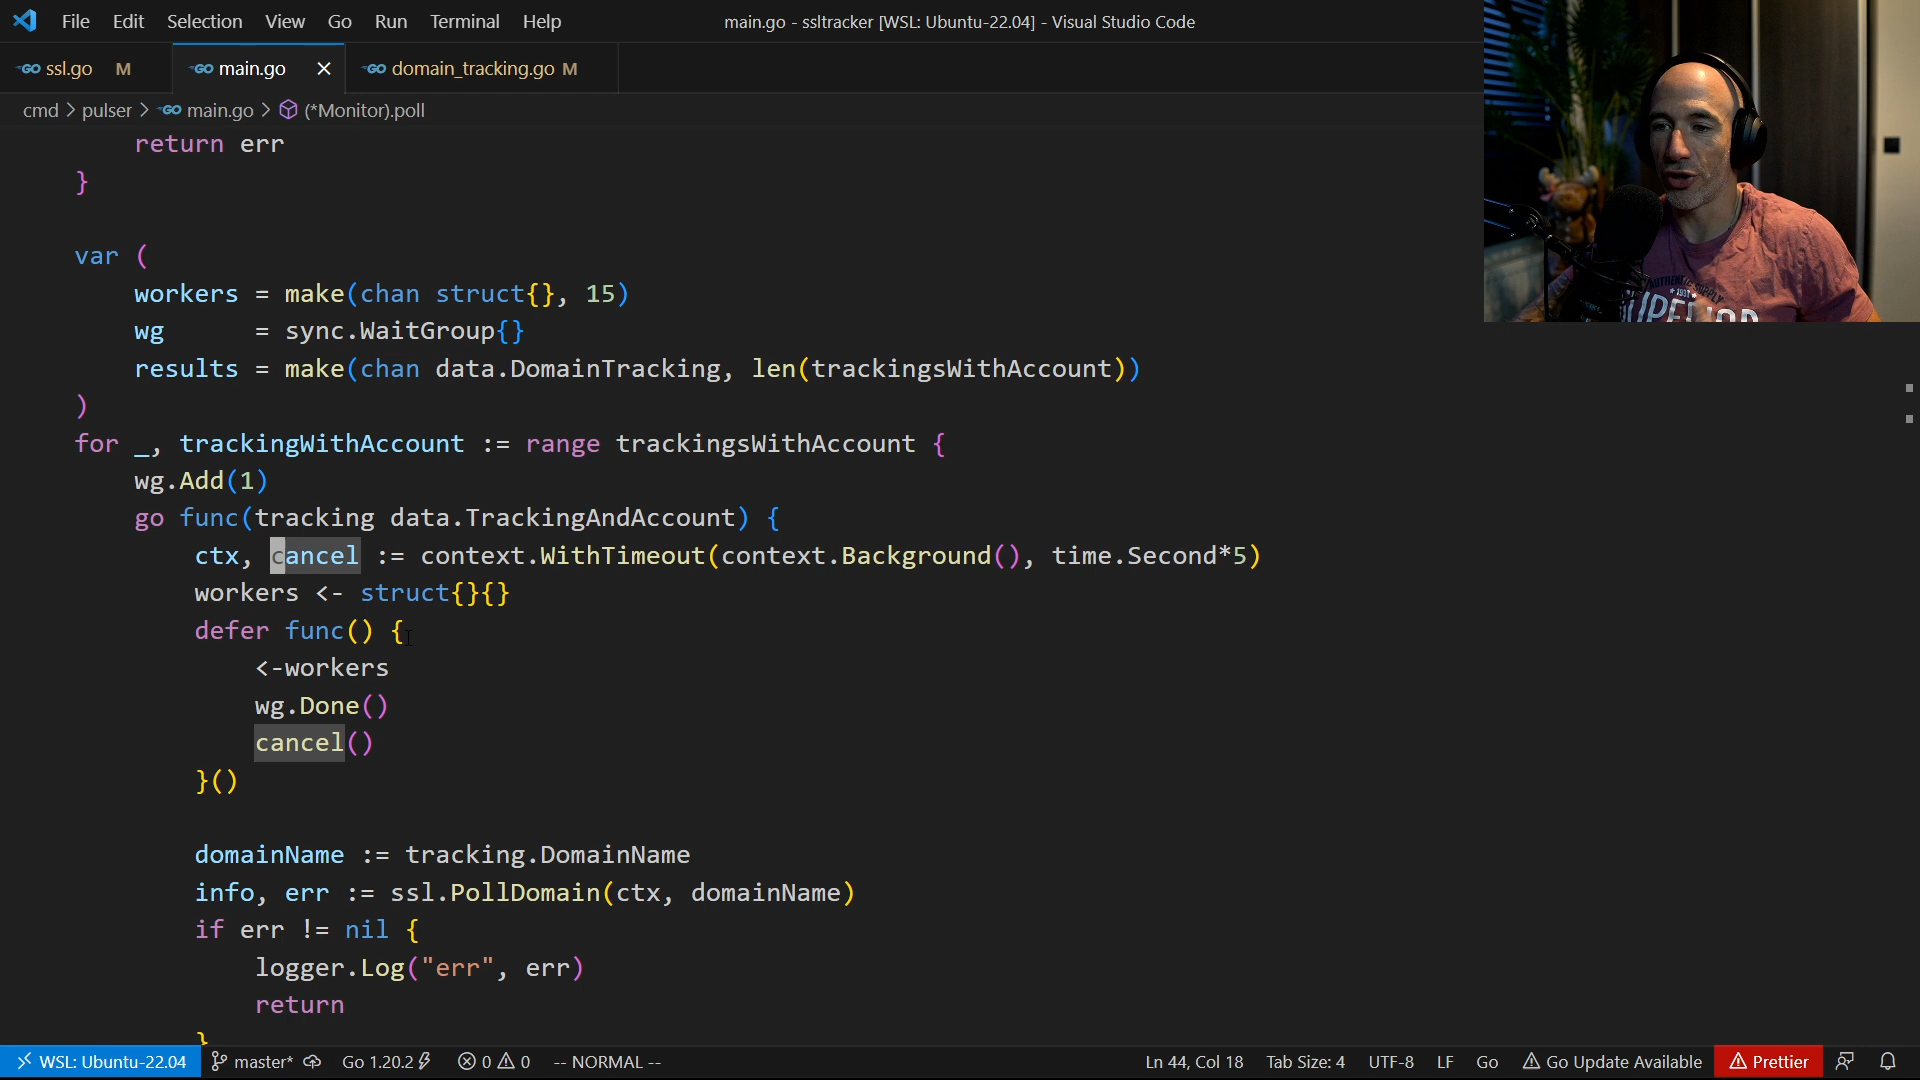 File Edit Selection View Go Run Terminal Help
main.go - ssltracker [WSL: Ubuntu-22.04] - Visual Studio Code
GO ssl.go M
GO main.go
GO domain_tracking.go M
cmd > pulser > GO main.go > (*Monitor).poll
return err
}
var (
workers = make(chan struct{}, 15)
wg = sync.WaitGroup{}
results = make(chan data.DomainTracking, len(trackingsWithAccount))
)
for _, trackingWithAccount := range trackingsWithAccount {
wg.Add(1)
go func(tracking data.TrackingAndAccount) {
ctx, cancel := context.WithTimeout(context.Background(), time.Second*5)
workers <- struct{}{}
defer func() {
<-workers
wg.Done()
cancel()
}()
domainName := tracking.DomainName
info, err := ssl.PollDomain(ctx, domainName)
if err != nil {
logger.Log("err", err)
return
}
WSL: Ubuntu-22.04 master* Go 1.20.2 0 0 -- NORMAL -- Ln 44, Col 18 Tab Size: 4 UTF-8 LF Go Go Update Available Prettier